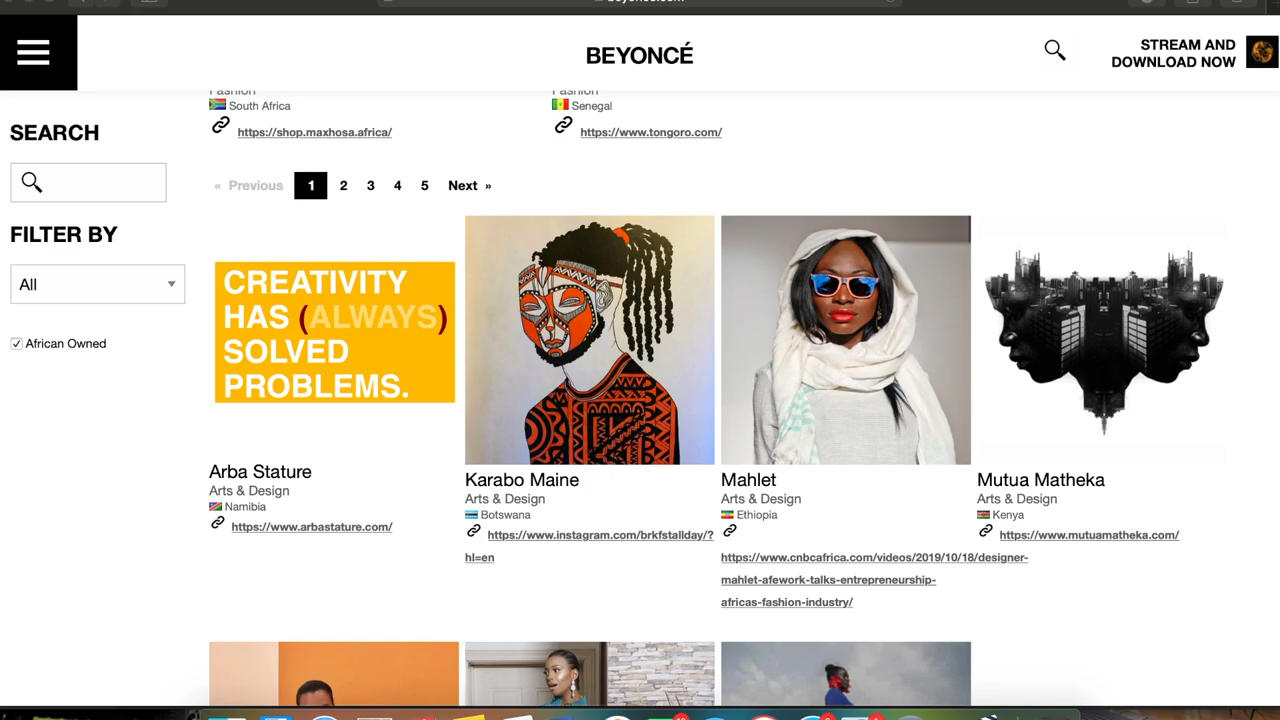 BEYONCÉ
STREAM AND
DOWNLOAD NOW
SEARCH
FILTER BY
All
African Owned
Fashion
South Africa
https://shop.maxhosa.africa/
Fashion
Senegal
https://www.tongoro.com/
« Previous 1 2 3 4 5 Next »
CREATIVITY
HAS (ALWAYS)
SOLVED
PROBLEMS.
Arba Stature
Arts & Design
Namibia
https://www.arbastature.com/
Karabo Maine
Arts & Design
Botswana
https://www.instagram.com/brkfstallday/?
hl=en
Mahlet
Arts & Design
Ethiopia
https://www.cnbcafrica.com/videos/2019/10/18/designer-
mahlet-afework-talks-entrepreneurship-
africas-fashion-industry/
Mutua Matheka
Arts & Design
Kenya
https://www.mutuamatheka.com/